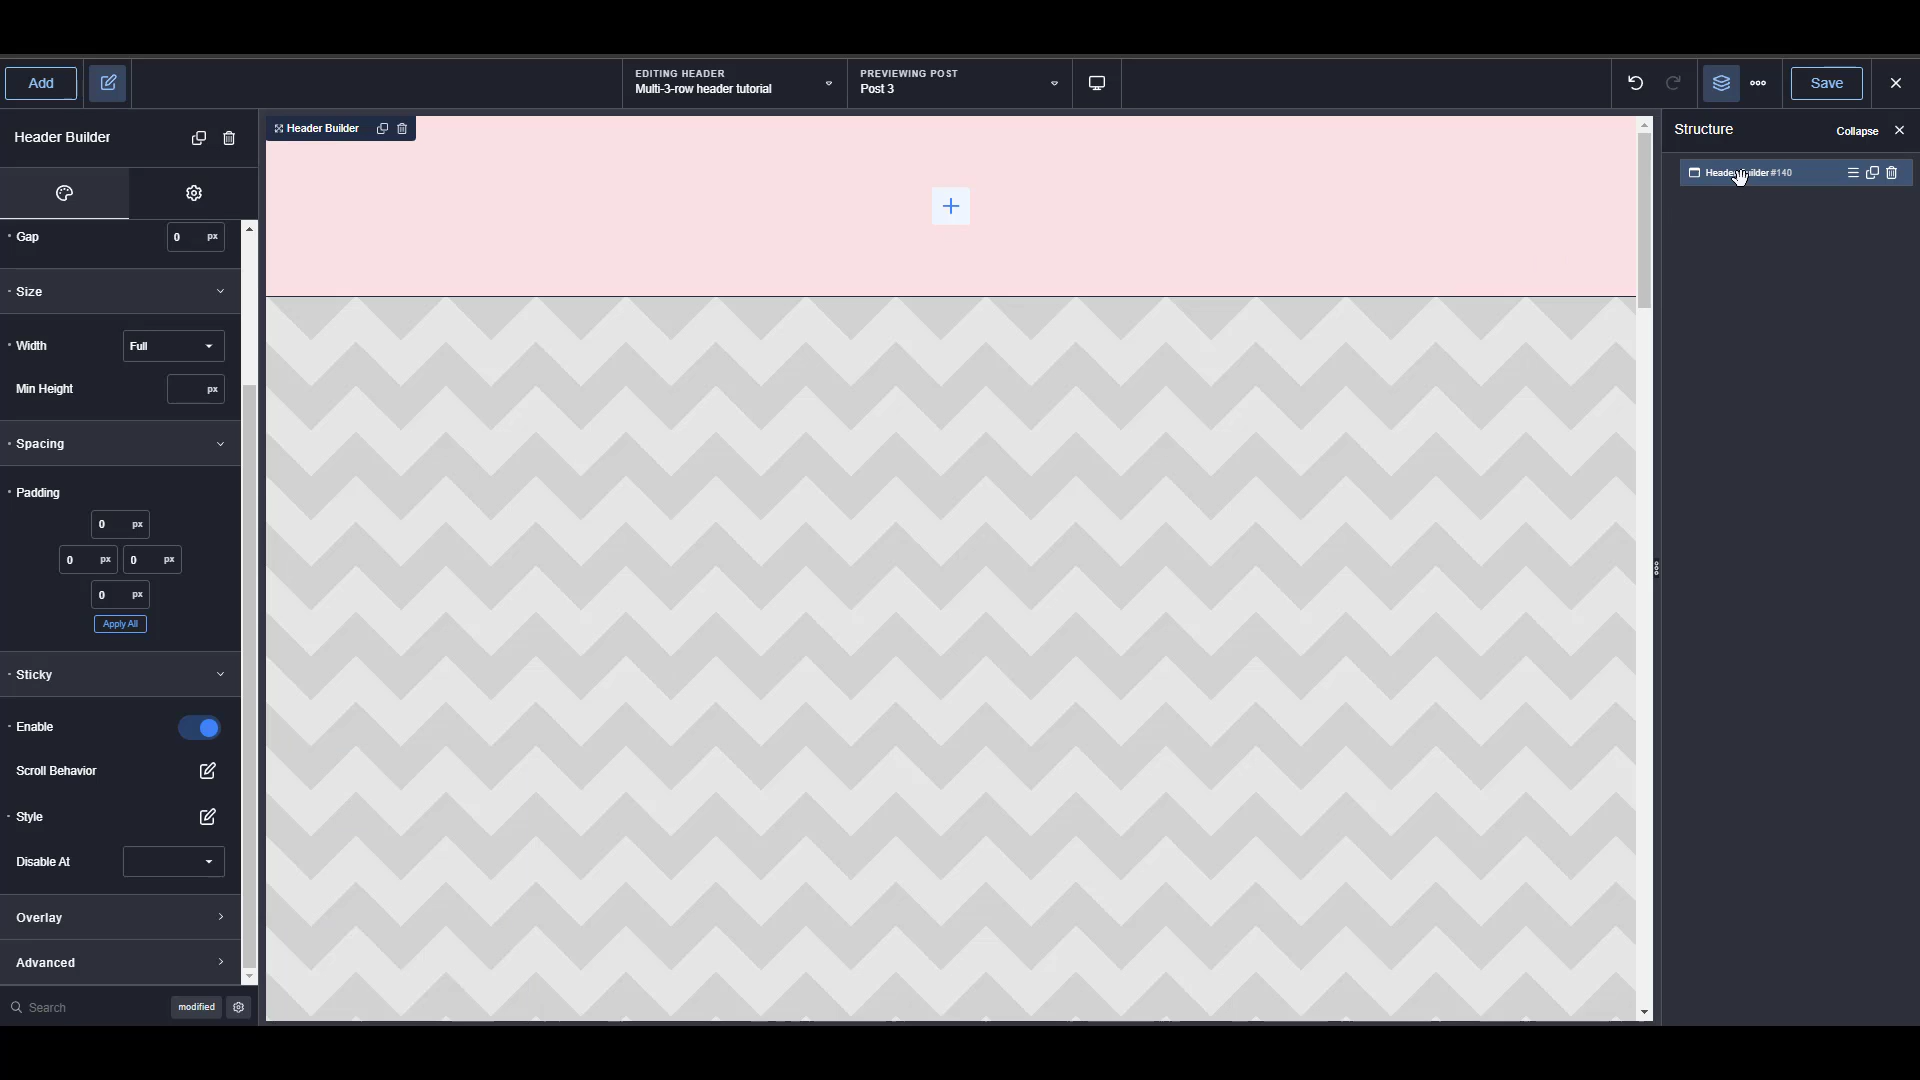 Add
EDITING HEADER
Multi-3-row header tutorial
PREVIEWING POST
Post 3
Save
Header Builder
Gap
0 px
Size
Width
Full
Min Height
px
Spacing
Padding
0 px
0 px 0 px
0 px
Apply All
Sticky
Enable
Scroll Behavior
Style
Disable At
Overlay
Advanced
Search
modified
Header Builder
Structure
Collapse
#140